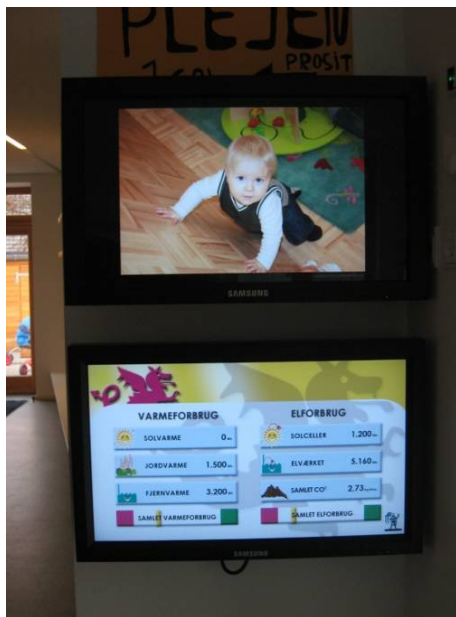 PLEJEN
PROSIT
SAMSUNG
VARMEFORBRUG
SOLVARME 0
JORDVARME 1.500
FJERNVARME 3.200
SAMLET VARMEFORBRUG
ELFORBRUG
SOLCELLER 1.200
ELVÆRKET 5.160
SAMLET CO² 2,73
SAMLET ELFORBRUG
SAMSUNG